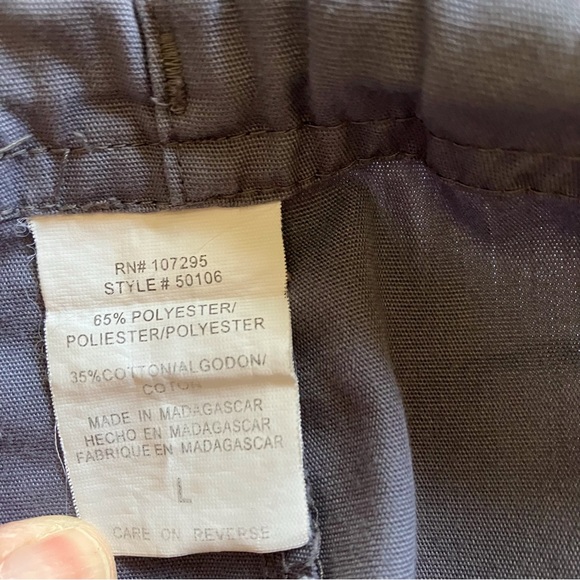 RN# 107295
STYLE # 50106
65% POLYESTER/
POLIESTER/POLYESTER
35%COTTON/ALGODON/
COTON
MADE IN MADAGASCAR
HECHO EN MADAGASCAR
FABRIQUE EN MADAGASCAR
L
CARE ON REVERSE